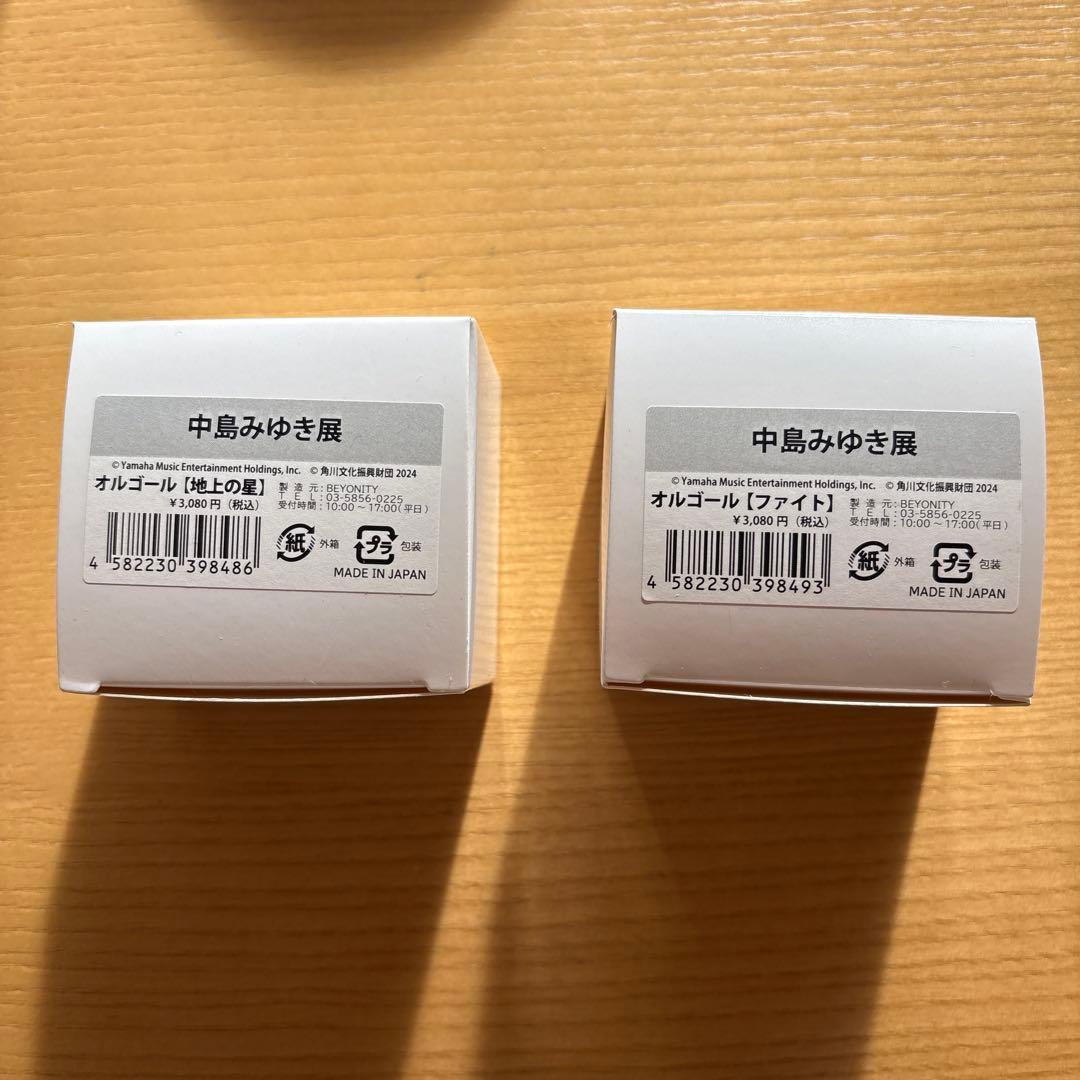 中島みゆき展
© Yamaha Music Entertainment Holdings, Inc. © 角川文化振興財団 2024
オルゴール【地上の星】
¥3,080円(税込)
製造元:BEYONITY
TEL:03-5856-0225
受付時間:10:00~17:00(平日)
4 582230 398486
紙 外箱
プラ 包装
MADE IN JAPAN
中島みゆき展
© Yamaha Music Entertainment Holdings, Inc. © 角川文化振興財団 2024
オルゴール【ファイト】
¥3,080円(税込)
製造元:BEYONITY
TEL:03-5856-0225
受付時間:10:00~17:00(平日)
4 582230 398493
紙 外箱
プラ 包装
MADE IN JAPAN